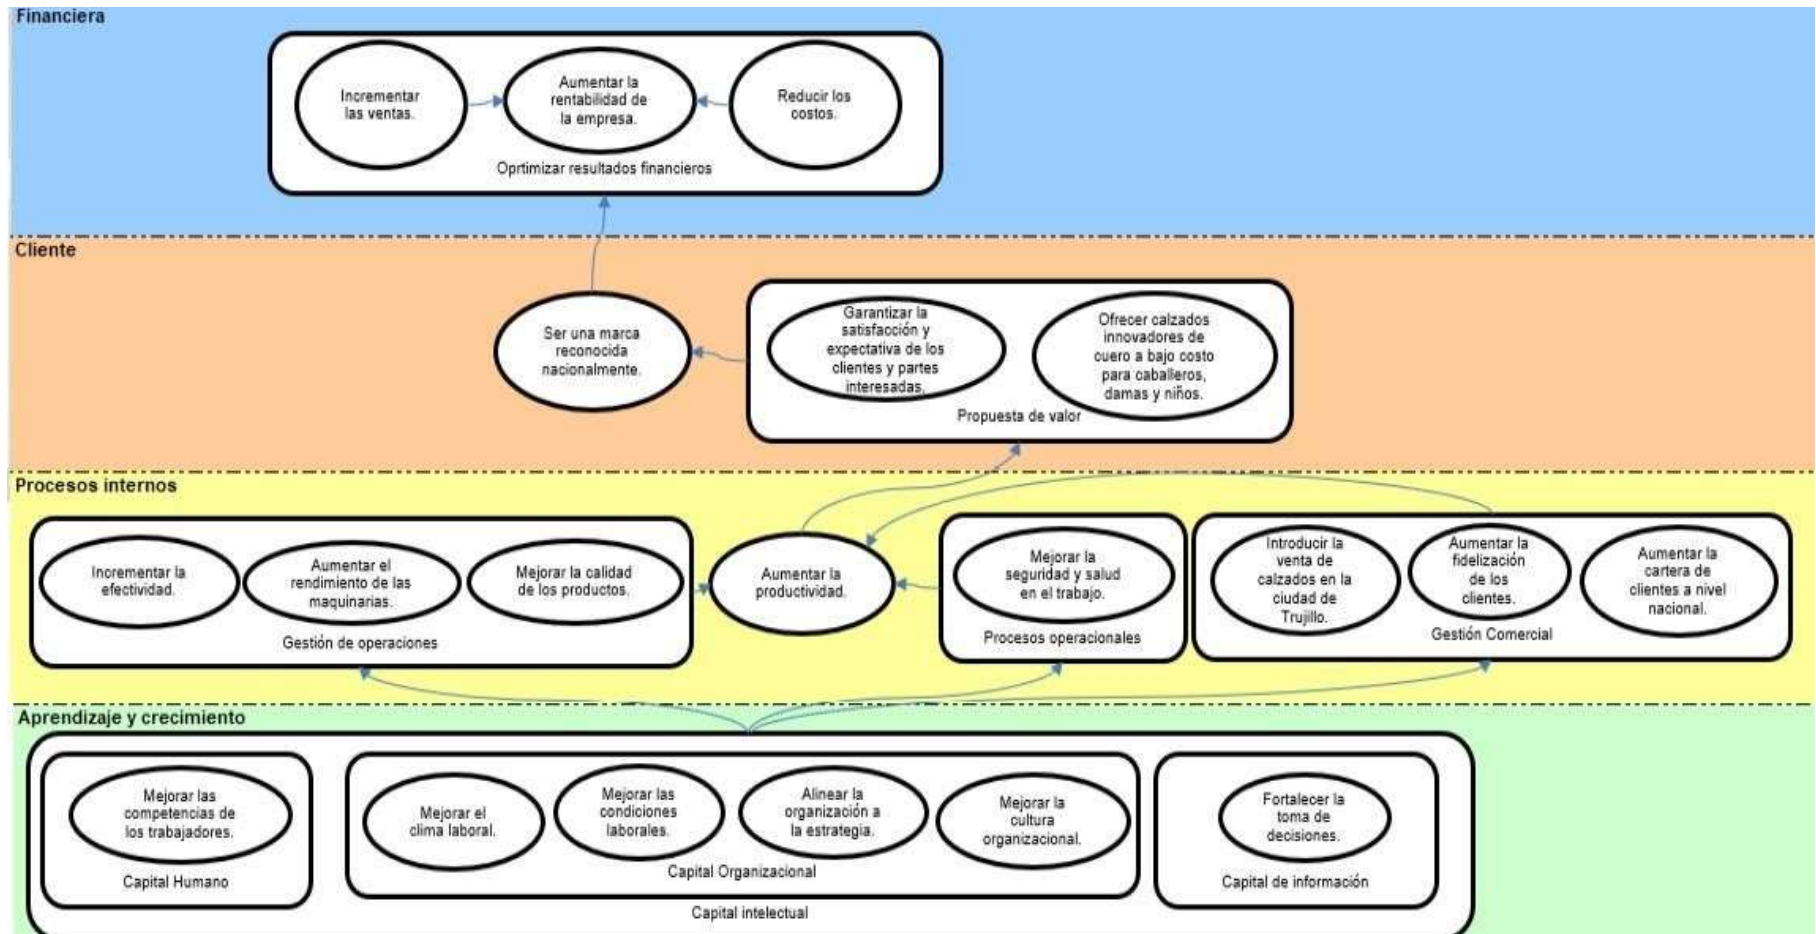 Financiera
Incrementar
las ventas.
Aumentar la
rentabilidad de
la empresa.
Reducir los
costos.
Oprtimizar resultados financieros
Cliente
Ser una marca
reconocida
nacionalmente.
Garantizar la
satisfacción y
expectativa de los
clientes y partes
interesadas.
Ofrecer calzados
innovadores de
cuero a bajo costo
para caballeros,
damas y niños.
Propuesta de valor
Procesos internos
Incrementar la
efectividad.
Aumentar el
rendimiento de las
maquinarias.
Mejorar la calidad
de los productos.
Gestión de operaciones
Aumentar la
productividad.
Mejorar la
seguridad y salud
en el trabajo.
Procesos operacionales
Introducir la
venta de
calzados en la
ciudad de
Trujillo.
Aumentar la
fidelización
de los
clientes.
Aumentar la
cartera de
clientes a nivel
nacional.
Gestión Comercial
Aprendizaje y crecimiento
Mejorar las
competencias de
los trabajadores.
Capital Humano
Mejorar el
clima laboral.
Mejorar las
condiciones
laborales.
Alinear la
organización a
la estrategia.
Mejorar la
cultura
organizacional.
Capital Organizacional
Fortalecer la
toma de
decisiones.
Capital de información
Capital intelectual